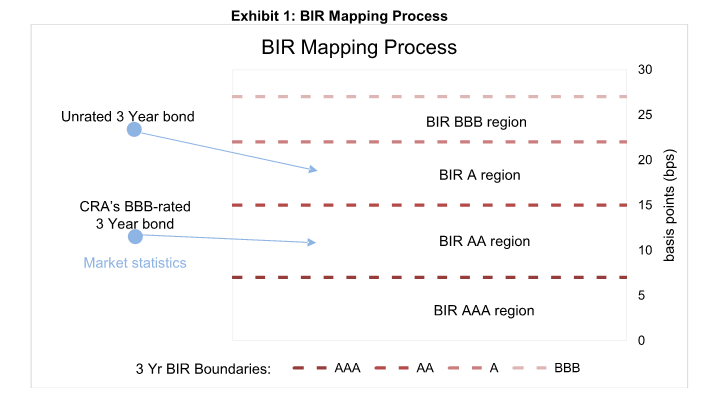 Exhibit 1: BIR Mapping Process
BIR Mapping Process
30
25
20
15
10
5
0
basis points (bps)
Unrated 3 Year bond
CRA's BBB-rated
3 Year bond
Market statistics
BIR BBB region
BIR A region
BIR AA region
BIR AAA region
3 Yr BIR Boundaries: AAA AA A BBB